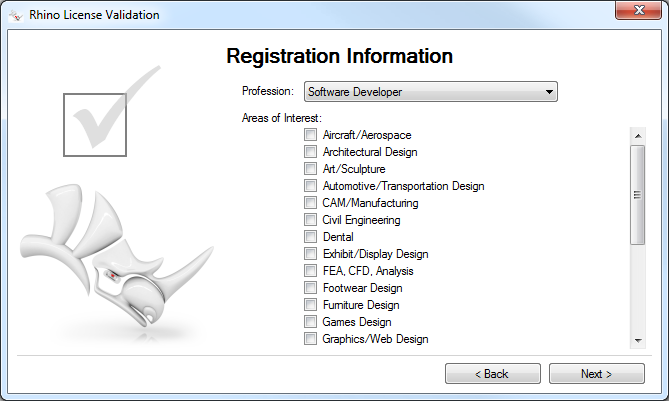 Rhino License Validation
Registration Information
Profession: Software Developer
Areas of Interest:
Aircraft/Aerospace
Architectural Design
Art/Sculpture
Automotive/Transportation Design
CAM/Manufacturing
Civil Engineering
Dental
Exhibit/Display Design
FEA, CFD, Analysis
Footwear Design
Furniture Design
Games Design
Graphics/Web Design
< Back Next >